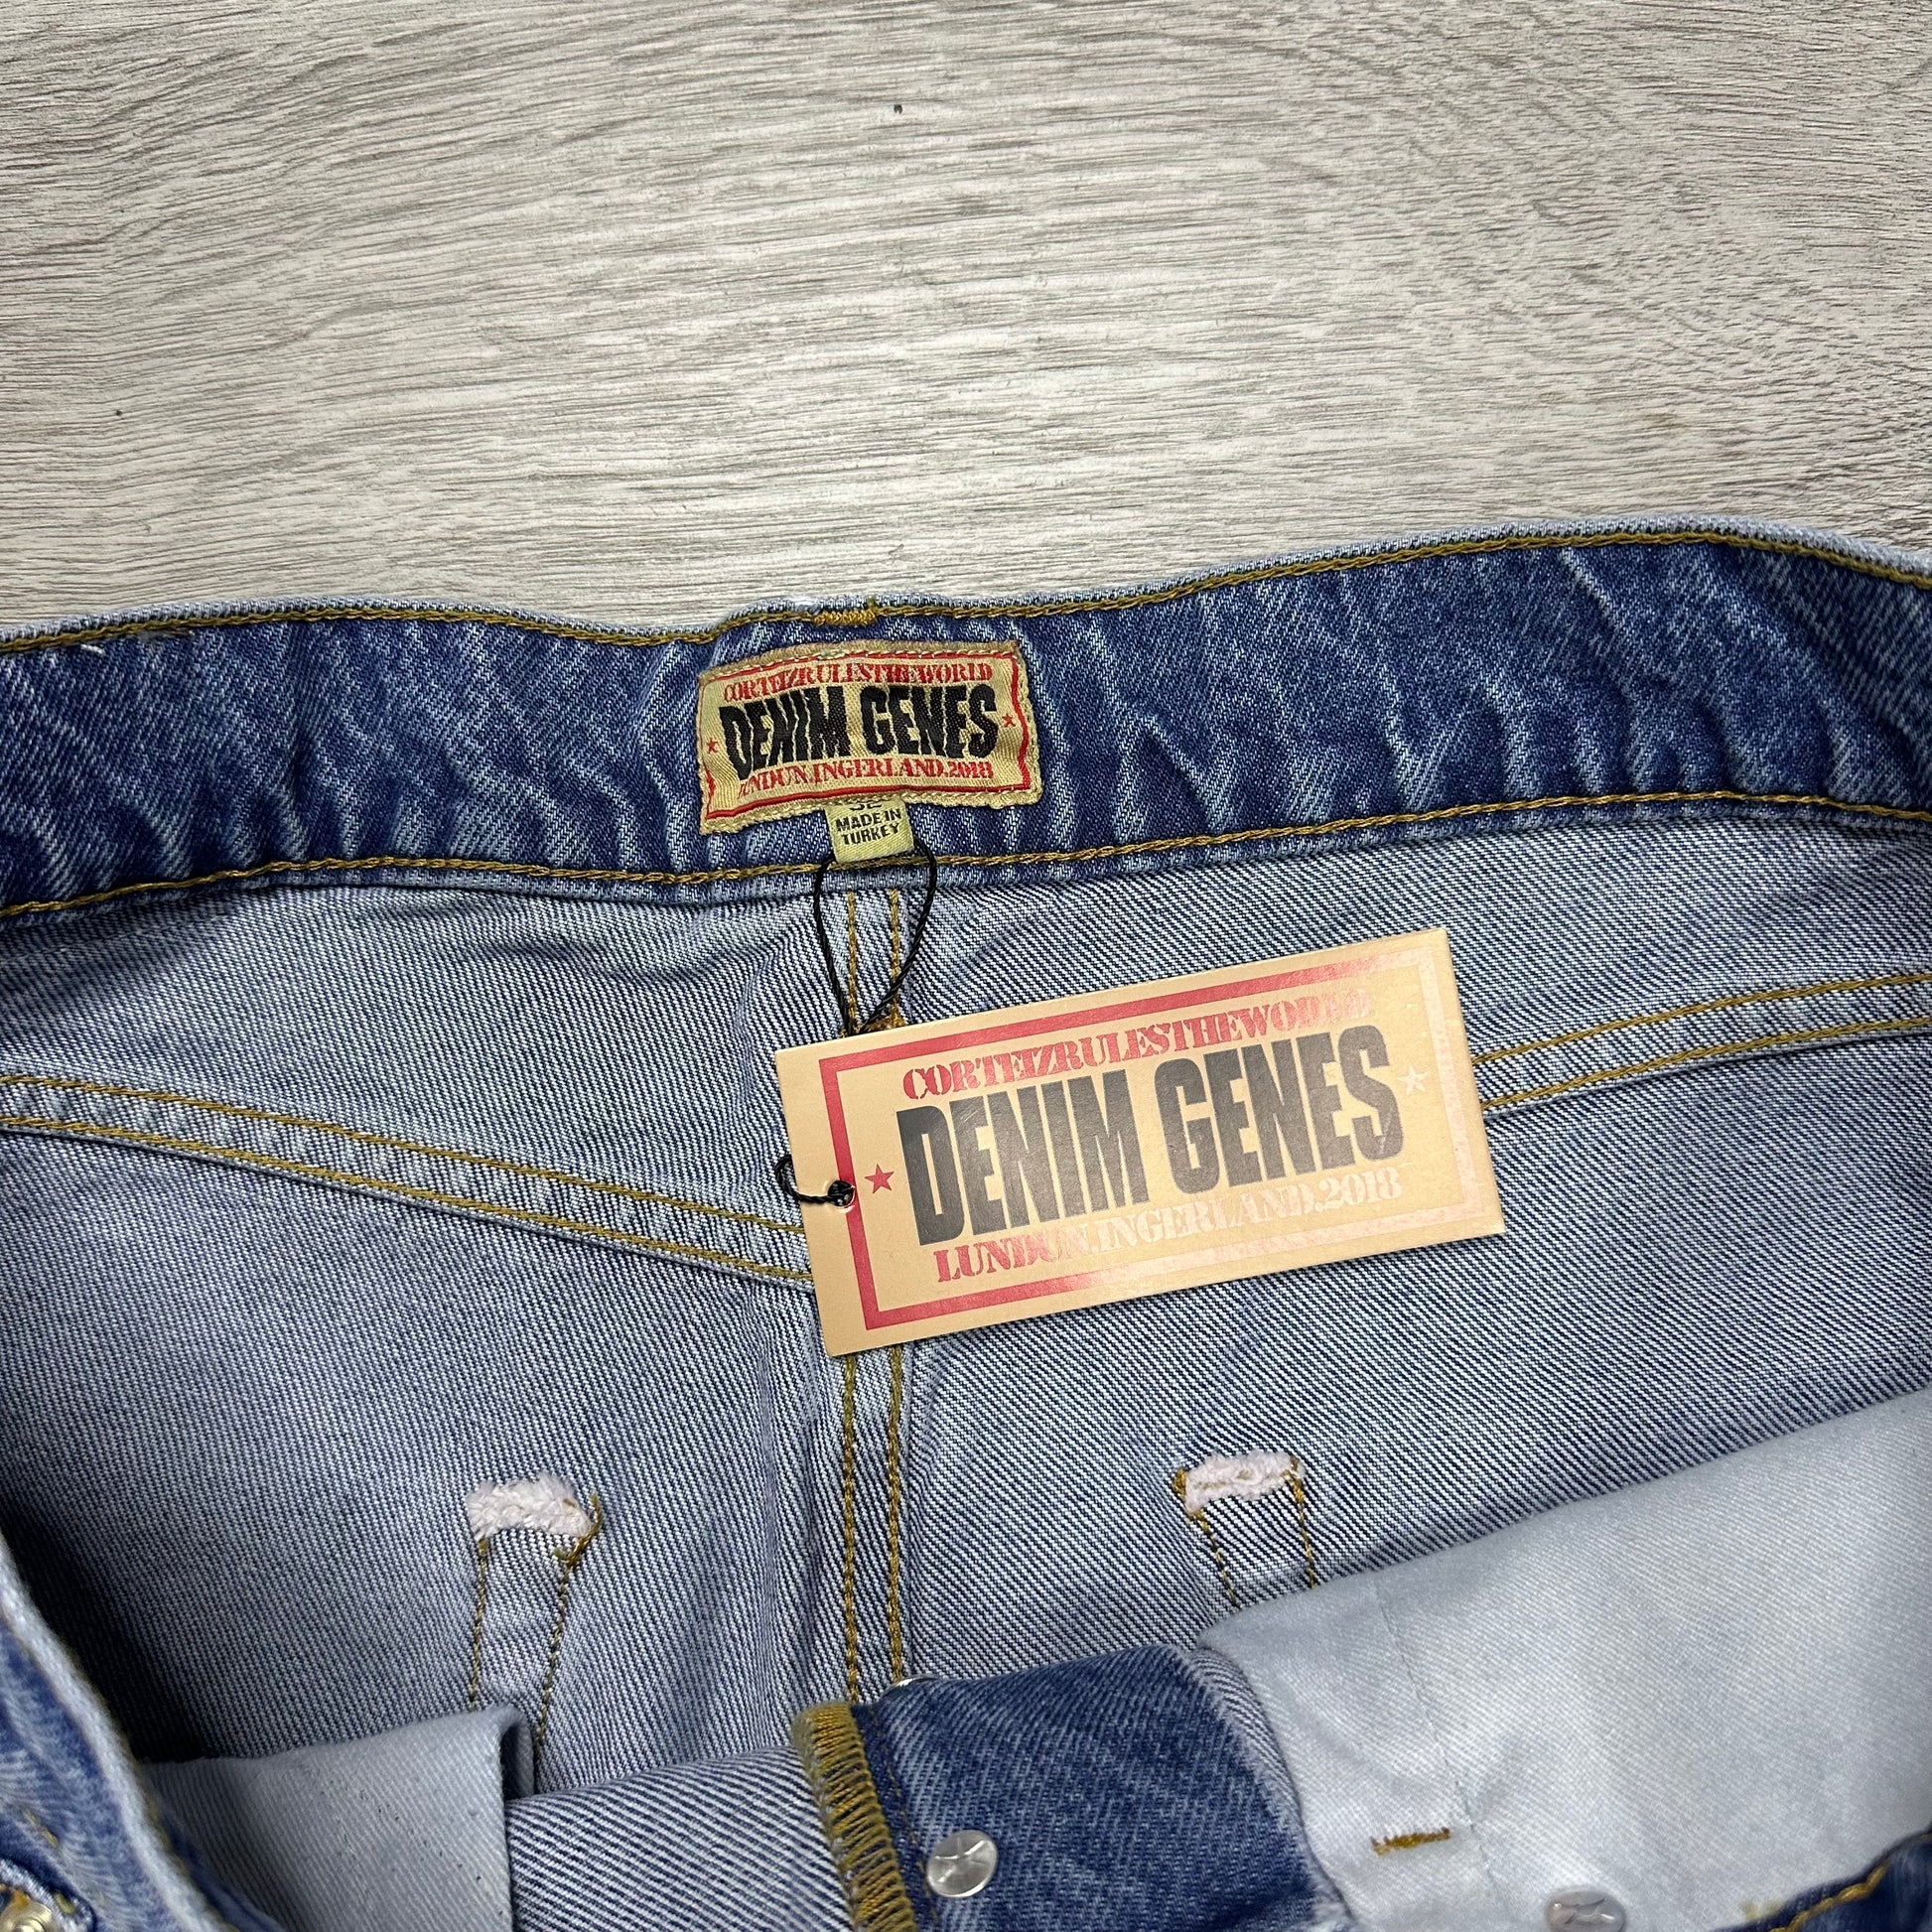 CORTEIZRULESTHEWORLD
DENIM GENES
LUNDUN.INGERLAND.2018
32
MADE IN
TURKEY
CORTEIZRULESTHEWORLD
DENIM GENES
LUNDUN.INGERLAND.2018